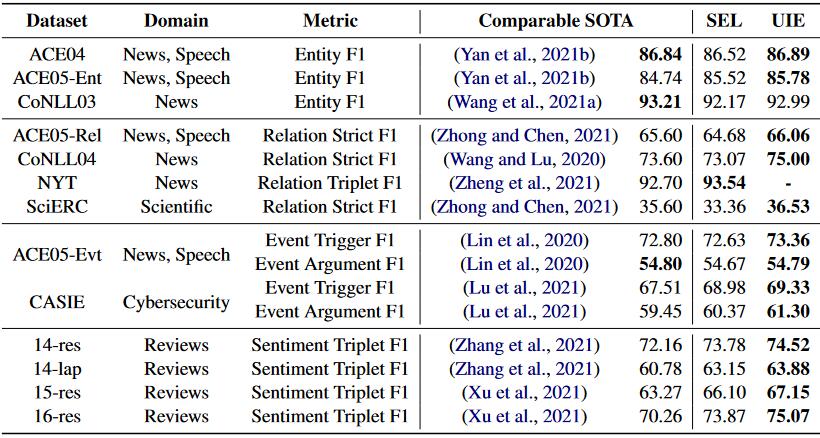 Dataset Domain Metric Comparable SOTA SEL UIE
ACE04 News, Speech Entity F1 (Yan et al., 2021b) 86.84 86.52 86.89
ACE05-Ent News, Speech Entity F1 (Yan et al., 2021b) 84.74 85.52 85.78
CoNLL03 News Entity F1 (Wang et al., 2021a) 93.21 92.17 92.99
ACE05-Rel News, Speech Relation Strict F1 (Zhong and Chen, 2021) 65.60 64.68 66.06
CoNLL04 News Relation Strict F1 (Wang and Lu, 2020) 73.60 73.07 75.00
NYT News Relation Triplet F1 (Zheng et al., 2021) 92.70 93.54 -
SciERC Scientific Relation Strict F1 (Zhong and Chen, 2021) 35.60 33.36 36.53
ACE05-Evt News, Speech Event Trigger F1 (Lin et al., 2020) 72.80 72.63 73.36
Event Argument F1 (Lin et al., 2020) 54.80 54.67 54.79
CASIE Cybersecurity Event Trigger F1 (Lu et al., 2021) 67.51 68.98 69.33
Event Argument F1 (Lu et al., 2021) 59.45 60.37 61.30
14-res Reviews Sentiment Triplet F1 (Zhang et al., 2021) 72.16 73.78 74.52
14-lap Reviews Sentiment Triplet F1 (Zhang et al., 2021) 60.78 63.15 63.88
15-res Reviews Sentiment Triplet F1 (Xu et al., 2021) 63.27 66.10 67.15
16-res Reviews Sentiment Triplet F1 (Xu et al., 2021) 70.26 73.87 75.07